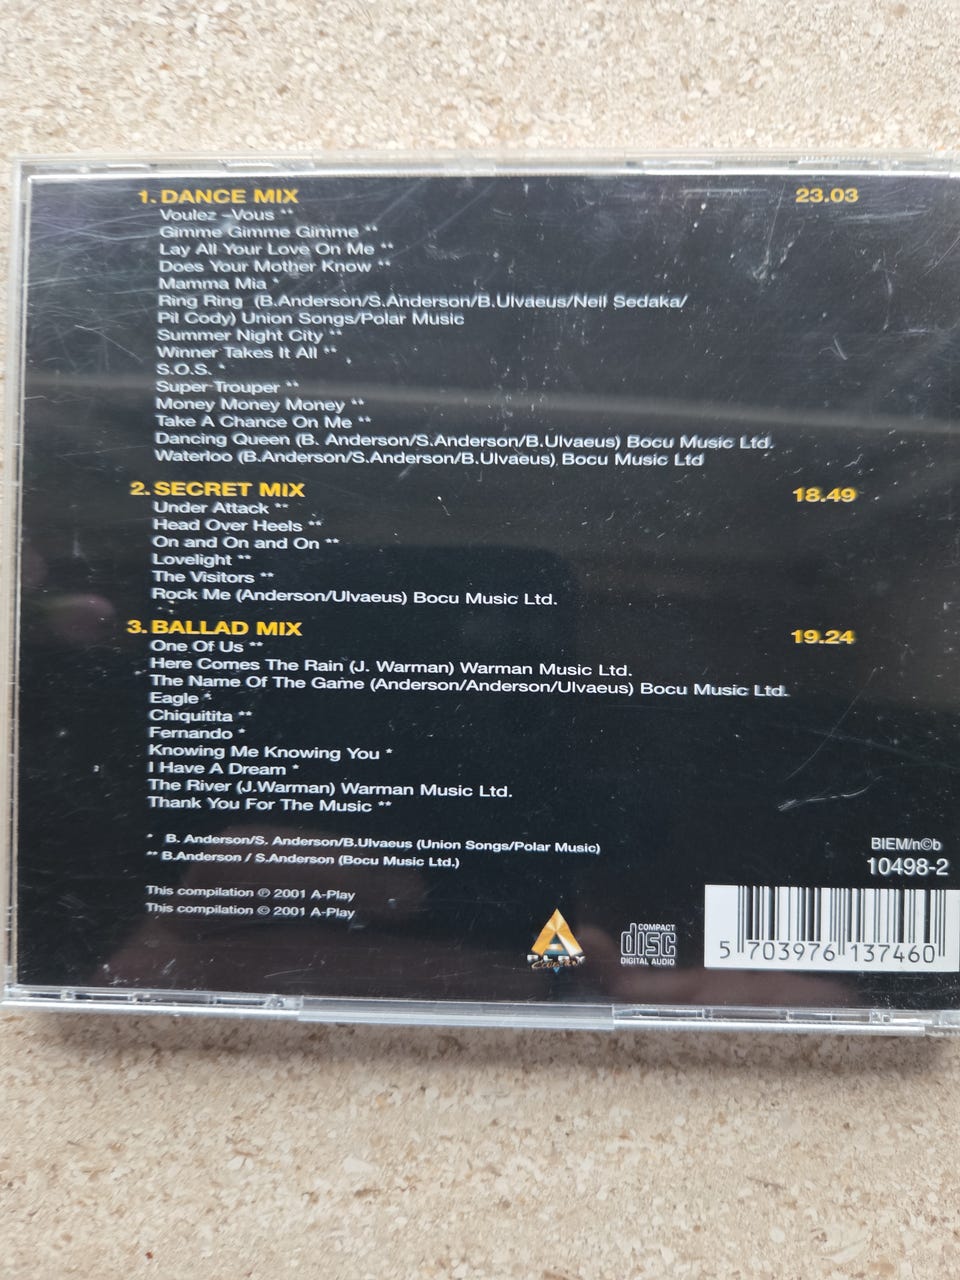 1. DANCE MIX 23.03
Voulez -Vous **
Gimme Gimme Gimme **
Lay All Your Love On Me **
Does Your Mother Know **
Mamma Mia *
Ring Ring (B.Anderson/S.Anderson/B.Ulvaeus/Neil Sedaka/
Pil Cody) Union Songs/Polar Music
Summer Night City **
Winner Takes It All **
S.O.S. *
Super Trouper **
Money Money Money **
Take A Chance On Me **
Dancing Queen (B. Anderson/S.Anderson/B.Ulvaeus) Bocu Music Ltd.
Waterloo (B.Anderson/S.Anderson/B.Ulvaeus) Bocu Music Ltd
2. SECRET MIX 18.49
Under Attack **
Head Over Heels **
On and On and On **
Lovelight **
The Visitors **
Rock Me (Anderson/Ulvaeus) Bocu Music Ltd.
3. BALLAD MIX 19.24
One Of Us **
Here Comes The Rain (J. Warman) Warman Music Ltd.
The Name Of The Game (Anderson/Anderson/Ulvaeus) Bocu Music Ltd.
Eagle *
Chiquitita **
Fernando *
Knowing Me Knowing You *
I Have A Dream *
The River (J.Warman) Warman Music Ltd.
Thank You For The Music **
* B. Anderson/S. Anderson/B.Ulvaeus (Union Songs/Polar Music)
** B.Anderson / S.Anderson (Bocu Music Ltd.)
This compilation ℗ 2001 A-Play
This compilation © 2001 A-Play
BIEM/n©b
10498-2
COMPACT
disc
DIGITAL AUDIO
5 703976 137460